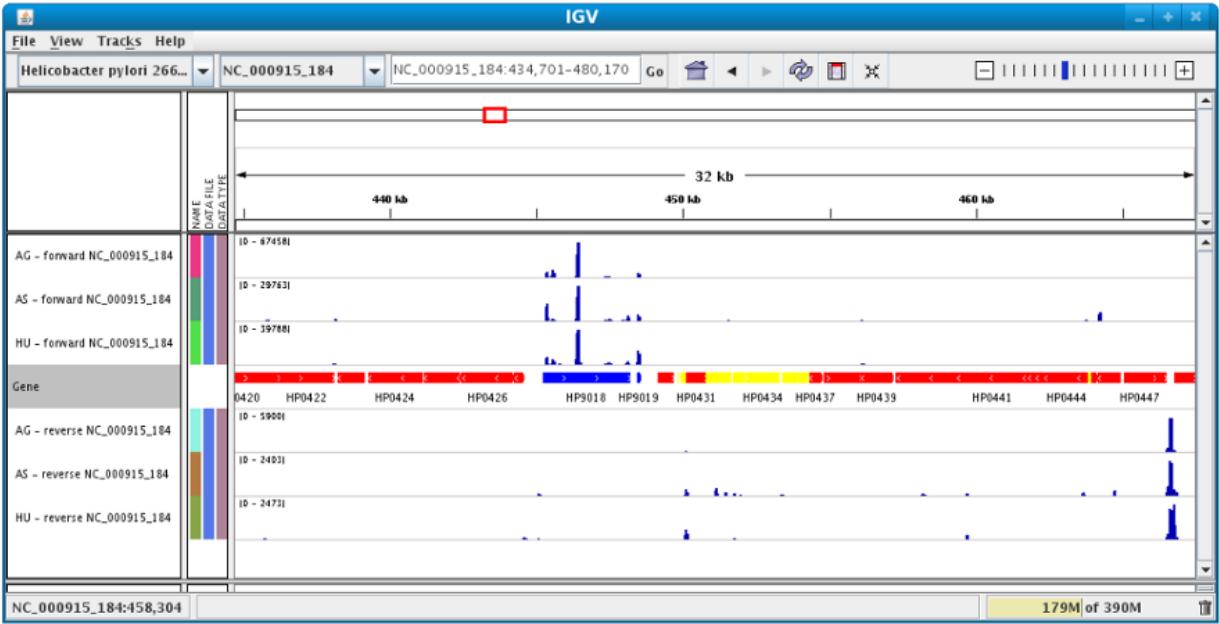 IGV
File View Tracks Help
Helicobacter pylori 266... NC_000915_184 NC_000915_184:434,701-480,170 Go
NAME
DATA FILE
DATA TYPE
32 kb
440 kb 450 kb 460 kb
AG - forward NC_000915_184 [0 - 67458]
AS - forward NC_000915_184 [0 - 29763]
HU - forward NC_000915_184 [0 - 39788]
Gene
0420 HP0422 HP0424 HP0426 HP9018 HP9019 HP0431 HP0434 HP0437 HP0439 HP0441 HP0444 HP0447
AG - reverse NC_000915_184 [0 - 5900]
AS - reverse NC_000915_184 [0 - 2403]
HU - reverse NC_000915_184 [0 - 2473]
NC_000915_184:458,304 179M of 390M